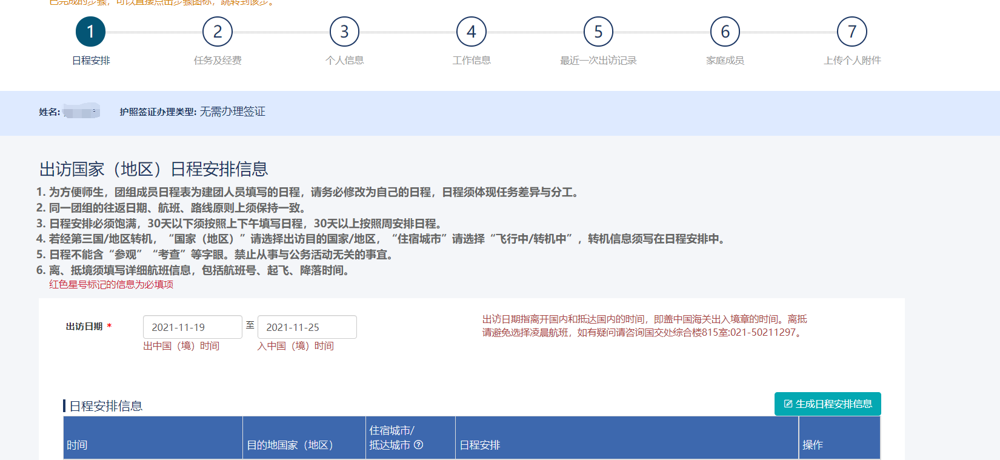 已完成的步骤，可以直接点击步骤图标，跳转到该步。
1 2 3 4 5 6 7
日程安排 任务及经费 个人信息 工作信息 最近一次出访记录 家庭成员 上传个人附件
姓名: 护照签证办理类型: 无需办理签证
出访国家（地区）日程安排信息
1. 为方便师生，团组成员日程表为建团人员填写的日程，请务必修改为自己的日程，日程须体现任务差异与分工。
2. 同一团组的往返日期、航班、路线原则上须保持一致。
3. 日程安排必须饱满，30天以下须按照上下午填写日程，30天以上按照周安排日程。
4. 若经第三国/地区转机，“国家（地区）”请选择出访目的国家/地区，“住宿城市”请选择“飞行中/转机中”，转机信息须写在日程安排中。
5. 日程不能含“参观”“考查”等字眼。禁止从事与公务活动无关的事宜。
6. 离、抵境须填写详细航班信息，包括航班号、起飞、降落时间。
红色星号标记的信息为必填项
出访日期 * 2021-11-19 至 2021-11-25
出中国（境）时间 入中国（境）时间
出访日期指离开国内和抵达国内的时间，即盖中国海关出入境章的时间。离抵
请避免选择凌晨航班，如有疑问请咨询国交处综合楼815室:021-50211297。
日程安排信息 生成日程安排信息
时间 目的地国家（地区） 住宿城市/
抵达城市 ? 日程安排 操作